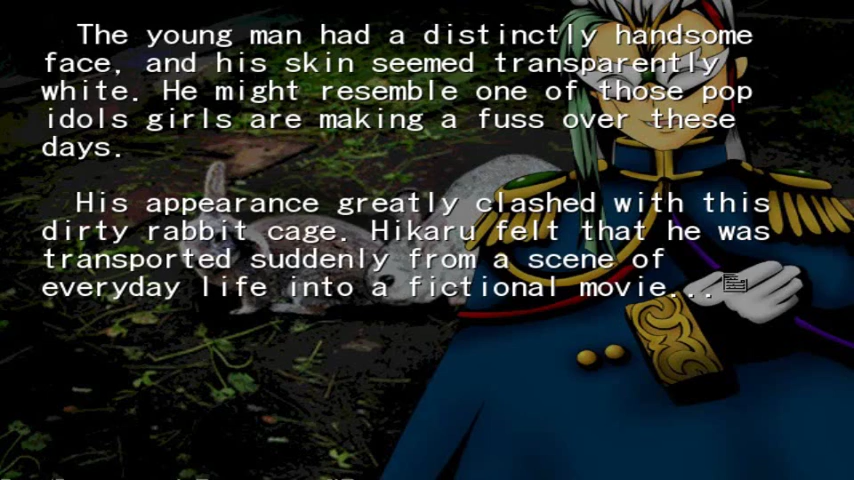 The young man had a distinctly handsome
face, and his skin seemed transparently
white. He might resemble one of those pop
idols girls are making a fuss over these
days.
His appearance greatly clashed with this
dirty rabbit cage. Hikaru felt that he was
transported suddenly from a scene of
everyday life into a fictional movie...